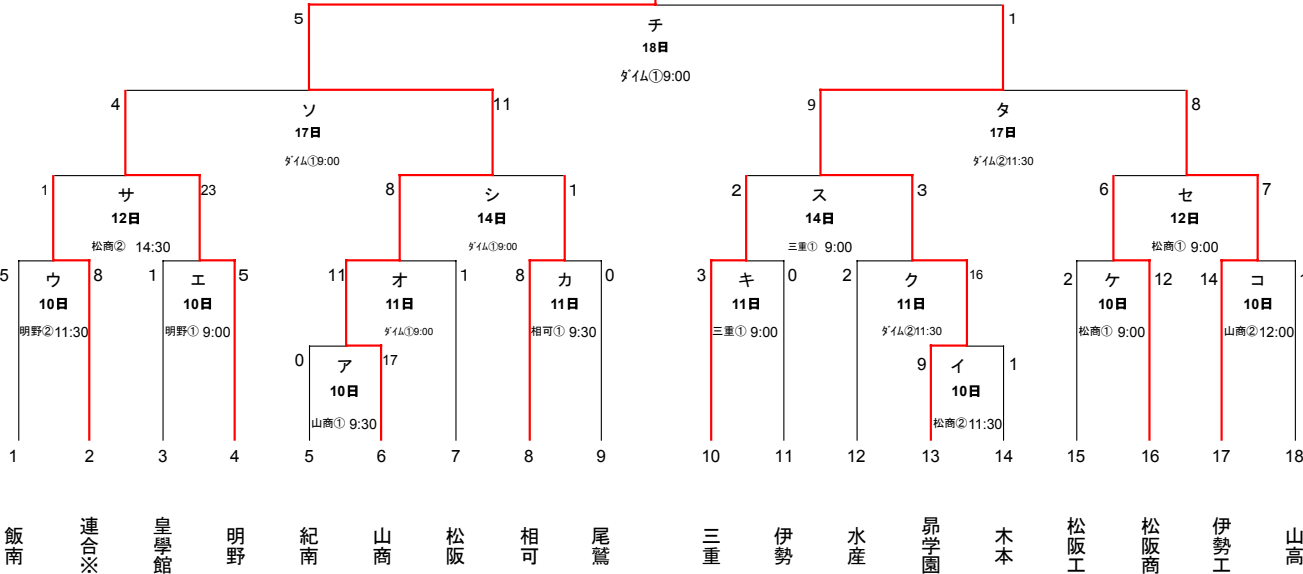 5 チ 1
18日
ﾀﾞｲﾑ①9:00
4 ソ 11 9 タ 8
17日 17日
ﾀﾞｲﾑ①9:00 ﾀﾞｲﾑ②11:30
1 サ 23 8 シ 1 2 ス 3 6 セ 7
12日 14日 14日 12日
松商② 14:30 ﾀﾞｲﾑ①9:00 三重① 9:00 松商① 9:00
5 ウ 8 1 エ 5 11 オ 1 8 カ 0 3 キ 0 2 ク 16 2 ケ 12 14 コ
10日 10日 11日 11日 11日 11日 10日 10日
明野②11:30 明野① 9:00 ﾀﾞｲﾑ①9:00 相可① 9:30 三重① 9:00 ﾀﾞｲﾑ②11:30 松商① 9:00 山商②12:00
0 ア 17 9 イ 1
10日 10日
山商① 9:30 松商②11:30
1 2 3 4 5 6 7 8 9 10 11 12 13 14 15 16 17 18
飯南 連合※ 皇學館 明野 紀南 山商 松阪 相可 尾鷲 三重 伊勢 水産 昴学園 木本 松阪工 松阪商 伊勢工 山高